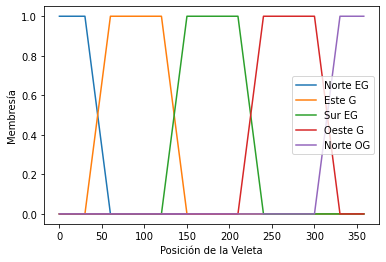 1.0
0.8
0.6
0.4
0.2
0.0
Membresía
Norte EG
Este G
Sur EG
Oeste G
Norte OG
0 50 100 150 200 250 300 350
Posición de la Veleta